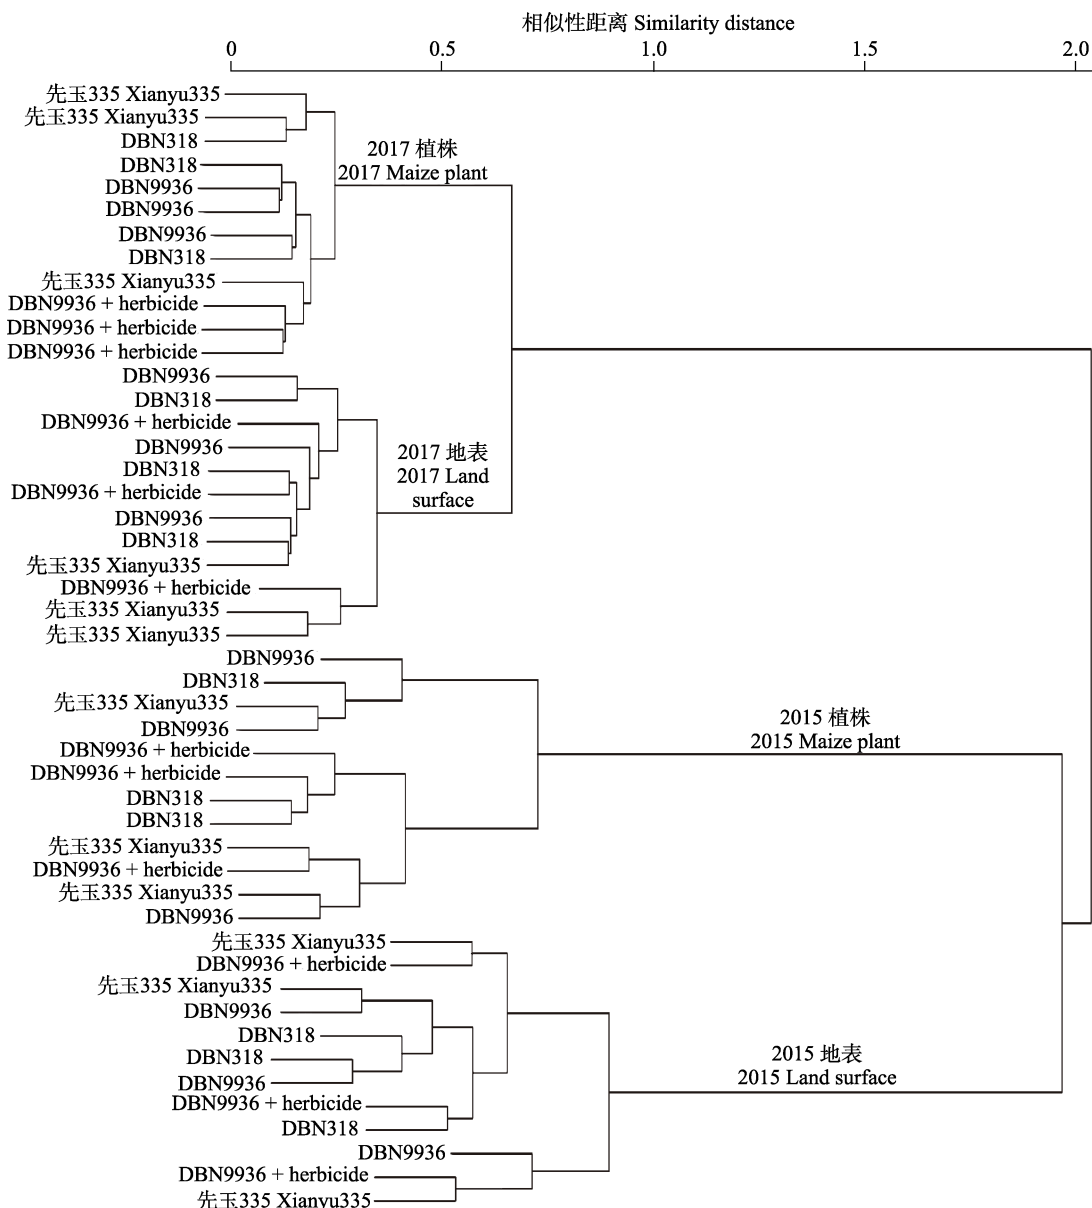 相似性距离 Similarity distance
0 0.5 1.0 1.5 2.0
先玉335 Xianyu335
先玉335 Xianyu335
DBN318
2017 植株
2017 Maize plant
DBN318
DBN9936
DBN9936
DBN9936
DBN318
先玉335 Xianyu335
DBN9936 + herbicide
DBN9936 + herbicide
DBN9936 + herbicide
DBN9936
DBN318
DBN9936 + herbicide
2017 地表
2017 Land
surface
DBN9936
DBN318
DBN9936 + herbicide
DBN9936
DBN318
先玉335 Xianyu335
DBN9936 + herbicide
先玉335 Xianyu335
先玉335 Xianyu335
DBN9936
DBN318
先玉335 Xianyu335
DBN9936
2015 植株
2015 Maize plant
DBN9936 + herbicide
DBN9936 + herbicide
DBN318
DBN318
先玉335 Xianyu335
DBN9936 + herbicide
先玉335 Xianyu335
DBN9936
先玉335 Xianyu335
DBN9936 + herbicide
先玉335 Xianyu335
DBN9936
DBN318
DBN318
DBN9936
2015 地表
2015 Land surface
DBN9936 + herbicide
DBN318
DBN9936
DBN9936 + herbicide
先玉335 Xianyu335